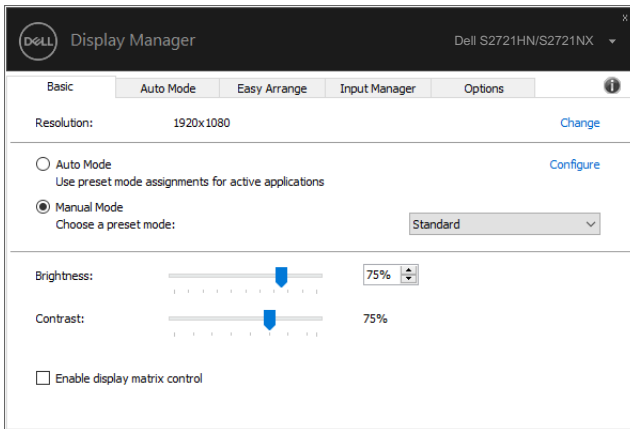 x
DELL Display Manager Dell S2721HN/S2721NX
Basic Auto Mode Easy Arrange Input Manager Options i
Resolution: 1920x1080 Change
Auto Mode Configure
Use preset mode assignments for active applications
Manual Mode
Choose a preset mode: Standard
Brightness: 75%
Contrast: 75%
Enable display matrix control